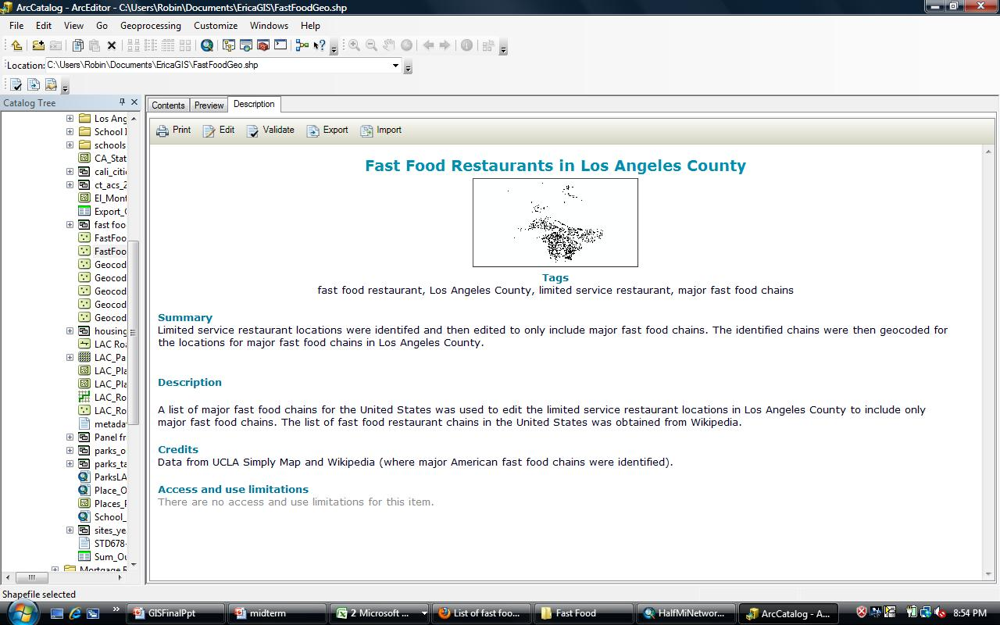 ArcCatalog - ArcEditor - C:\Users\Robin\Documents\EricaGIS\FastFoodGeo.shp
File Edit View Go Geoprocessing Customize Windows Help
Location: C:\Users\Robin\Documents\EricaGIS\FastFoodGeo.shp
Catalog Tree
Contents Preview Description
Print Edit Validate Export Import
Los Ang
School I
schools
CA_Stat
cali_citi
ct_acs_2
El_Mont
Export_
fast foo
FastFoo
FastFoo
Geocod
Geocod
Geocod
Geocod
Geocod
housing
LAC Roa
LAC_Pa
LAC_Pla
LAC_Pla
LAC_Ro
LAC_Ro
metada
Panel fr
parks_o
parks_ta
ParksLA
Place_O
Places_F
School_
sites_ye
STD678-
Sum_Ou
Mortgage
Fast Food Restaurants in Los Angeles County
Tags
fast food restaurant, Los Angeles County, limited service restaurant, major fast food chains
Summary
Limited service restaurant locations were identifed and then edited to only include major fast food chains. The identified chains were then geocoded for
the locations for major fast food chains in Los Angeles County.
Description
A list of major fast food chains for the United States was used to edit the limited service restaurant locations in Los Angeles County to include only
major fast food chains. The list of fast food restaurant chains in the United States was obtained from Wikipedia.
Credits
Data from UCLA Simply Map and Wikipedia (where major American fast food chains were identified).
Access and use limitations
There are no access and use limitations for this item.
Shapefile selected
GISFinalPpt midterm 2 Microsoft ... List of fast foo... Fast Food HalfMiNetwor... ArcCatalog - A... 8:54 PM